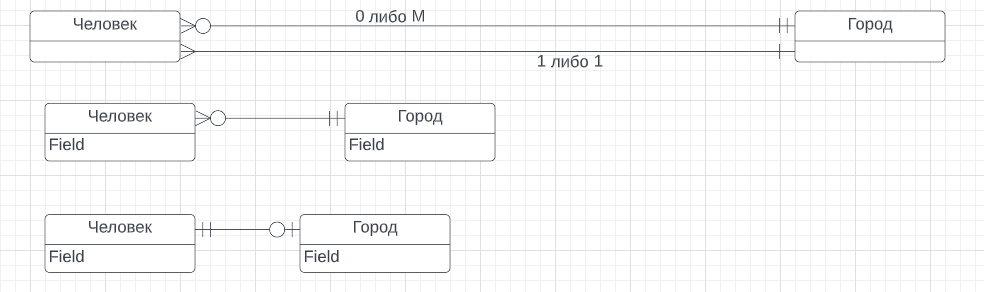 0 либо М
Человек
Город
1 либо 1
Человек
Город
Field
Field
Человек
Город
Field
Field